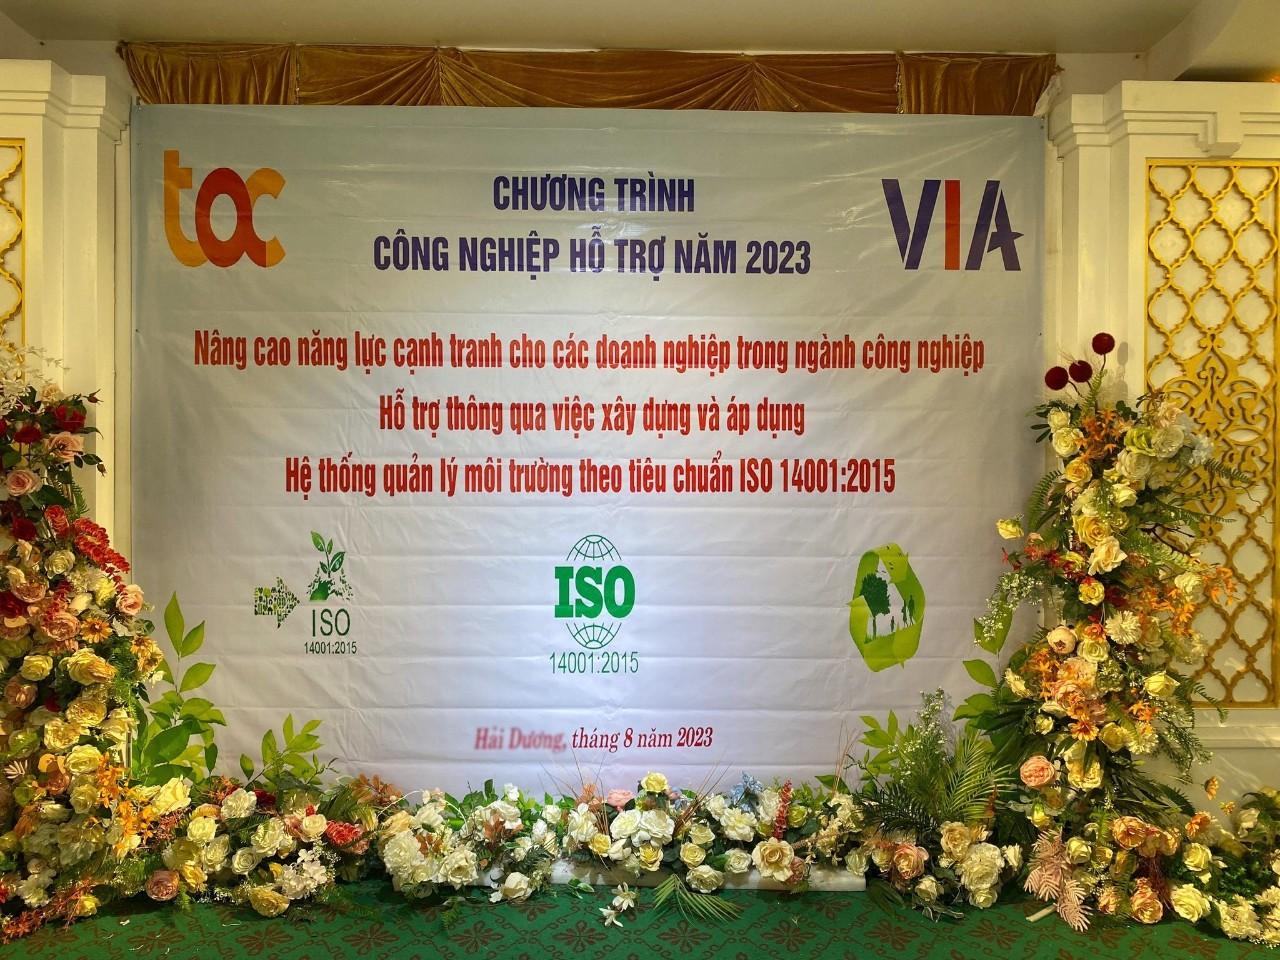 toc
VIA
CHƯƠNG TRÌNH
CÔNG NGHIỆP HỖ TRỢ NĂM 2023
Nâng cao năng lực cạnh tranh cho các doanh nghiệp trong ngành công nghiệp
Hỗ trợ thông qua việc xây dựng và áp dụng
Hệ thống quản lý môi trường theo tiêu chuẩn ISO 14001:2015
ISO
14001:2015
ISO
14001:2015
Hải Dương, tháng 8 năm 2023